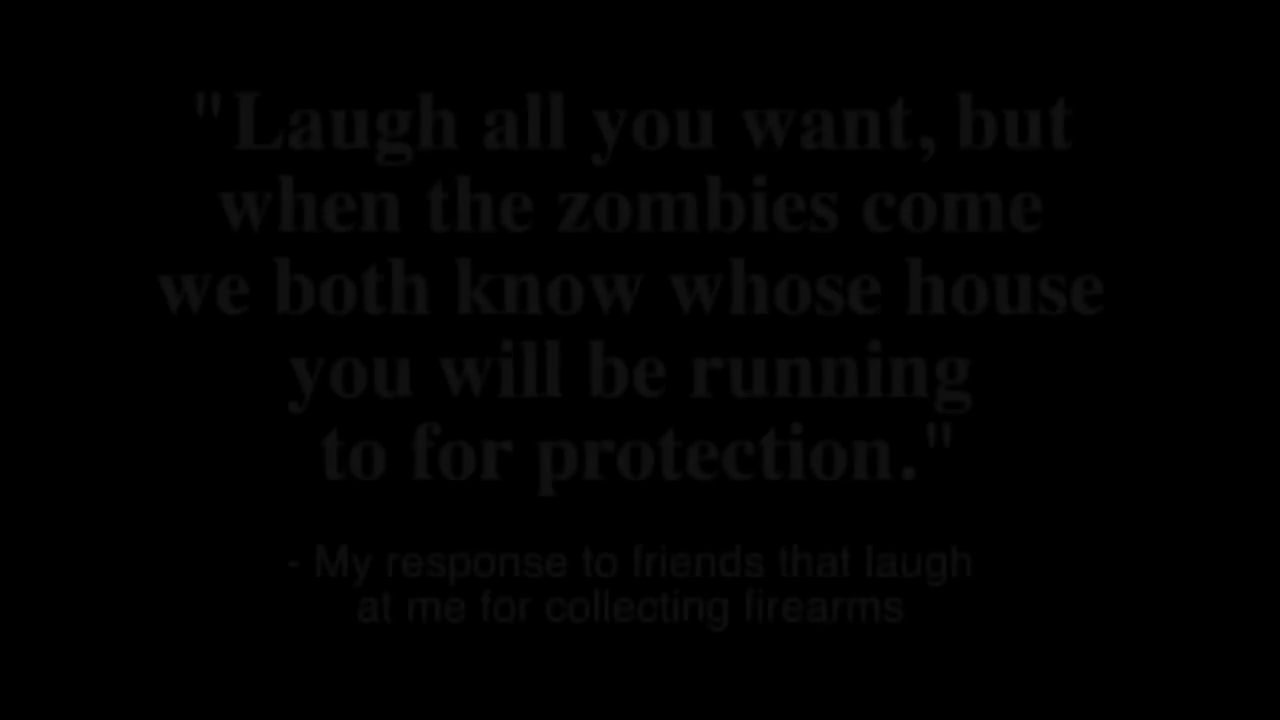 "Laugh all you want, but
when the zombies come
we both know whose house
you will be running
to for protection."
- My response to friends that laugh
at me for collecting firearms